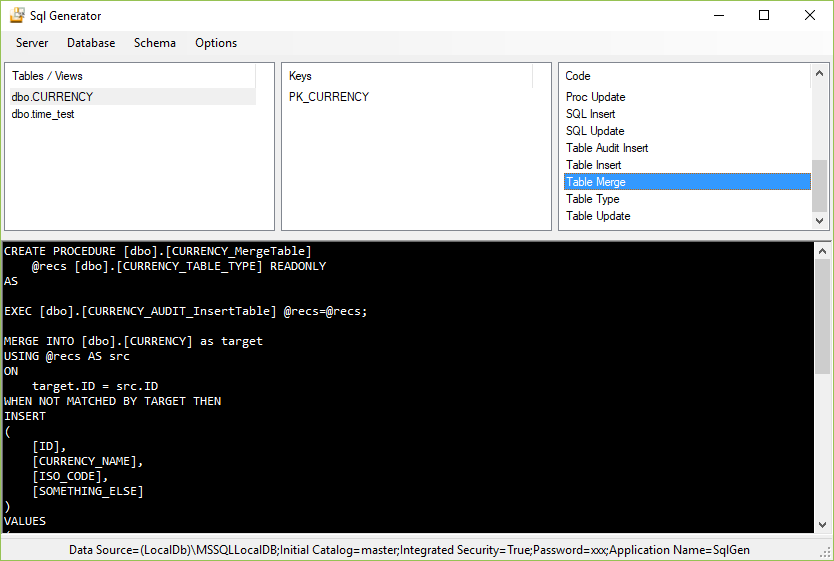 Sql Generator
Server Database Schema Options
Tables / Views
dbo.CURRENCY
dbo.time_test
Keys
PK_CURRENCY
Code
Proc Update
SQL Insert
SQL Update
Table Audit Insert
Table Insert
Table Merge
Table Type
Table Update
CREATE PROCEDURE [dbo].[CURRENCY_MergeTable]
    @recs [dbo].[CURRENCY_TABLE_TYPE] READONLY
AS
EXEC [dbo].[CURRENCY_AUDIT_InsertTable] @recs=@recs;
MERGE INTO [dbo].[CURRENCY] as target
USING @recs AS src
ON
    target.ID = src.ID
WHEN NOT MATCHED BY TARGET THEN
INSERT
(
    [ID],
    [CURRENCY_NAME],
    [ISO_CODE],
    [SOMETHING_ELSE]
)
VALUES
Data Source=(LocalDb)\MSSQLLocalDB;Initial Catalog=master;Integrated Security=True;Password=xxx;Application Name=SqlGen